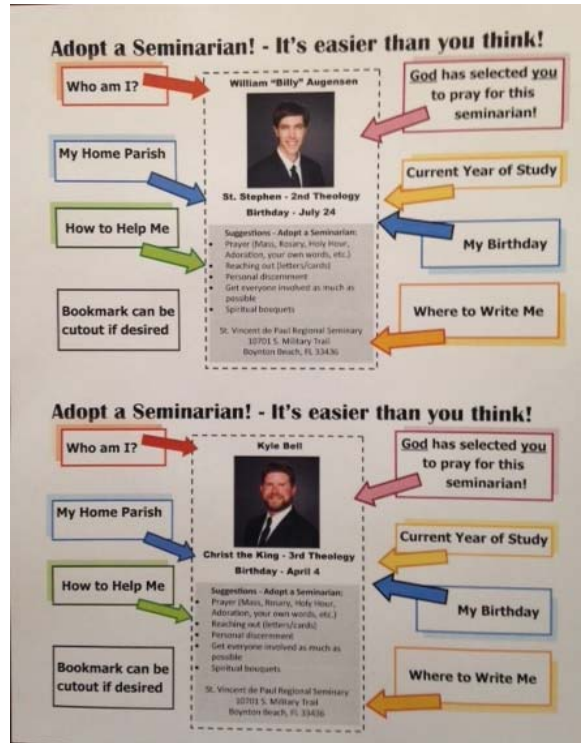 Adopt a Seminarian! - It's easier than you think!
Who am I?
William "Billy" Augensen
God has selected you
to pray for this
seminarian!
My Home Parish
Current Year of Study
St. Stephen - 2nd Theology
Birthday - July 24
How to Help Me
My Birthday
Suggestions - Adopt a Seminarian:
• Prayer (Mass, Rosary, Holy Hour,
Adoration, your own words, etc.)
• Reaching out (letters/cards)
• Personal discernment
• Get everyone involved as much as
possible
• Spiritual bouquets
Bookmark can be
cutout if desired
Where to Write Me
St. Vincent de Paul Regional Seminary
10701 S. Military Trail
Boynton Beach, FL 33436
Adopt a Seminarian! - It's easier than you think!
Who am I?
Kyle Bell
God has selected you
to pray for this
seminarian!
My Home Parish
Current Year of Study
Christ the King - 3rd Theology
Birthday - April 4
How to Help Me
My Birthday
Suggestions - Adopt a Seminarian:
• Prayer (Mass, Rosary, Holy Hour,
Adoration, your own words, etc.)
• Reaching out (letters/cards)
• Personal discernment
• Get everyone involved as much as
possible
• Spiritual bouquets
Bookmark can be
cutout if desired
Where to Write Me
St. Vincent de Paul Regional Seminary
10701 S. Military Trail
Boynton Beach, FL 33436